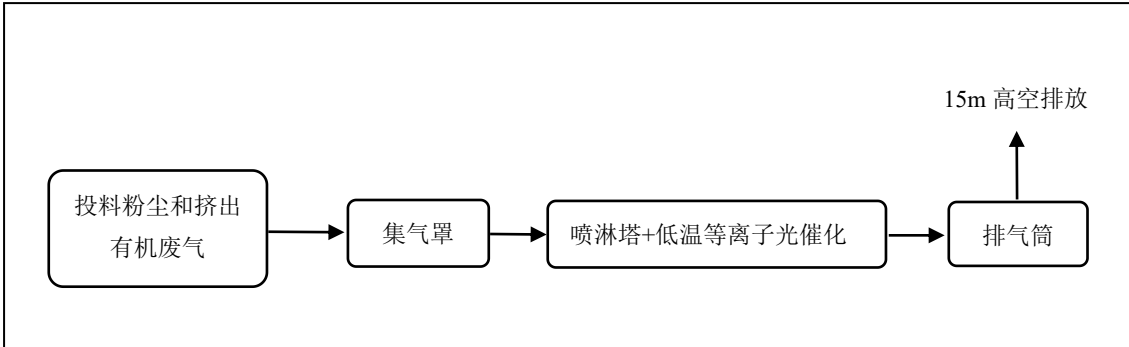 15m 高空排放
投料粉尘和挤出
有机废气
集气罩
喷淋塔+低温等离子光催化
排气筒